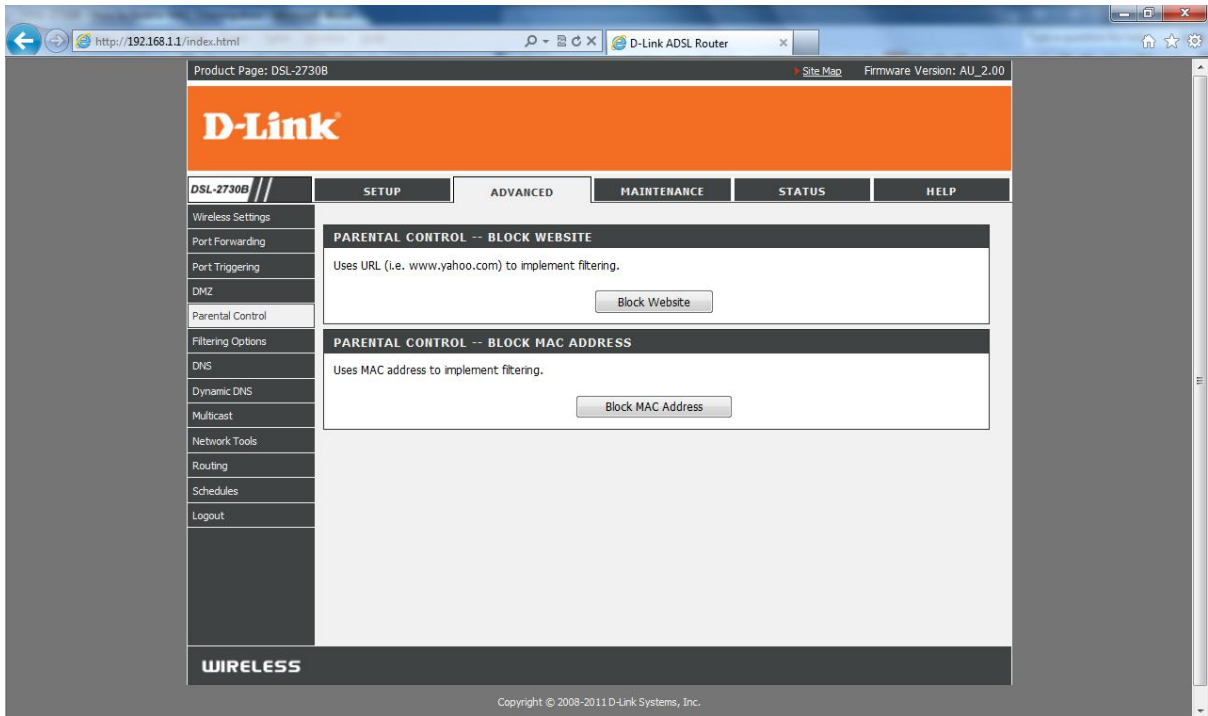 http://192.168.1.1/index.html
D-Link ADSL Router
Product Page: DSL-2730B
Site Map
Firmware Version: AU_2.00
D-Link
DSL-2730B
SETUP
ADVANCED
MAINTENANCE
STATUS
HELP
Wireless Settings
Port Forwarding
Port Triggering
DMZ
Parental Control
Filtering Options
DNS
Dynamic DNS
Multicast
Network Tools
Routing
Schedules
Logout
PARENTAL CONTROL -- BLOCK WEBSITE
Uses URL (i.e. www.yahoo.com) to implement filtering.
Block Website
PARENTAL CONTROL -- BLOCK MAC ADDRESS
Uses MAC address to implement filtering.
Block MAC Address
WIRELESS
Copyright © 2008-2011 D-Link Systems, Inc.